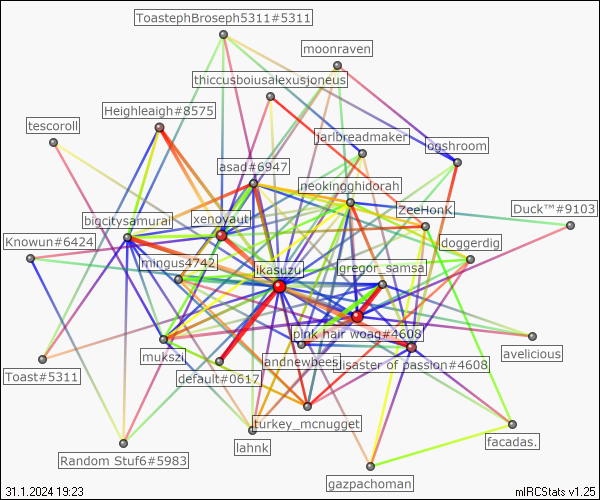 ToastephBroseph5311#5311
moonraven
thiccusboiusalexusjoneus
Heighleaigh#8575
tescoroll
jaribreadmaker
ogshroom
asad#6947
neokingghidorah
Duck™#9103
bigcitysamurai
xenoyauti
ZeeHonK
Knowun#6424
doggerdig
mingus4742
ikasuzu
gregor_samsa
pink hair woag#4608
mukszi
andnewbees
avelicious
Toast#5311
default#0617
disaster of passion#4608
turkey_mcnugget
lahnk
facadas.
Random Stuf6#5983
gazpachoman
31.1.2024 19:23
mIRCStats v1.25